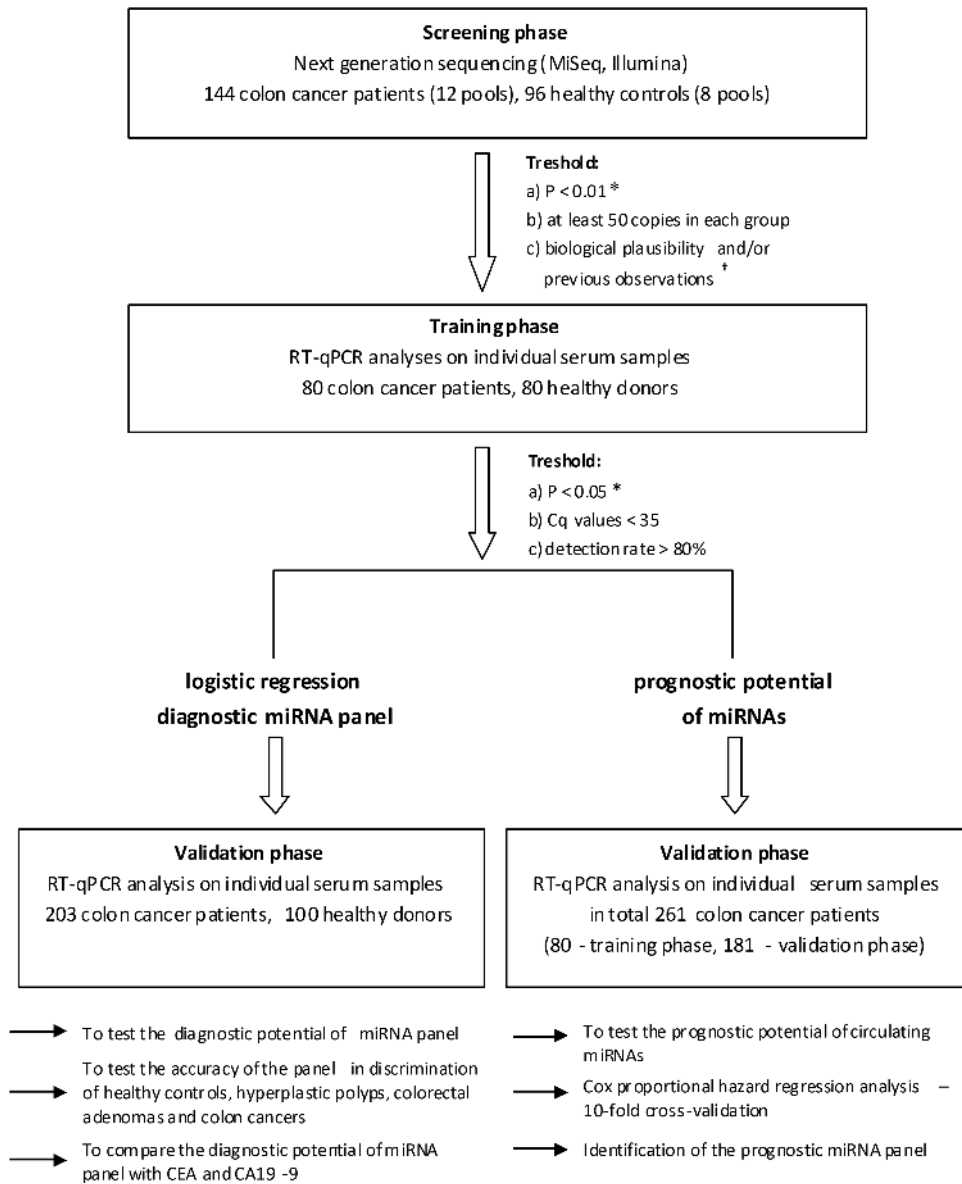 Screening phase
Next generation sequencing (MiSeq, Illumina)
144 colon cancer patients (12 pools), 96 healthy controls (8 pools)
Treshold:
a) P < 0.01 *
b) at least 50 copies in each group
c) biological plausibility and/or
previous observations †
Training phase
RT-qPCR analyses on individual serum samples
80 colon cancer patients, 80 healthy donors
Treshold:
a) P < 0.05 *
b) Cq values < 35
c) detection rate > 80%
logistic regression
diagnostic miRNA panel
prognostic potential
of miRNAs
Validation phase
RT-qPCR analysis on individual serum samples
203 colon cancer patients, 100 healthy donors
Validation phase
RT-qPCR analysis on individual serum samples
in total 261 colon cancer patients
(80 - training phase, 181 - validation phase)
To test the diagnostic potential of miRNA panel
To test the accuracy of the panel in discrimination
of healthy controls, hyperplastic polyps, colorectal
adenomas and colon cancers
To compare the diagnostic potential of miRNA
panel with CEA and CA19 -9
To test the prognostic potential of circulating
miRNAs
Cox proportional hazard regression analysis –
10-fold cross-validation
Identification of the prognostic miRNA panel